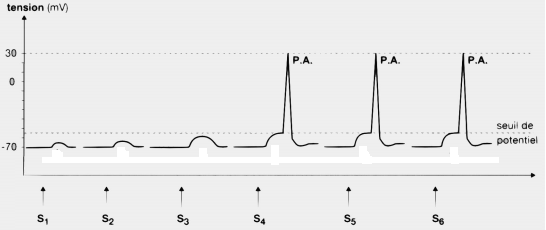 tension (mV)
30
0
-70
P.A.
P.A.
P.A.
seuil de
potentiel
S1
S2
S3
S4
S5
S6